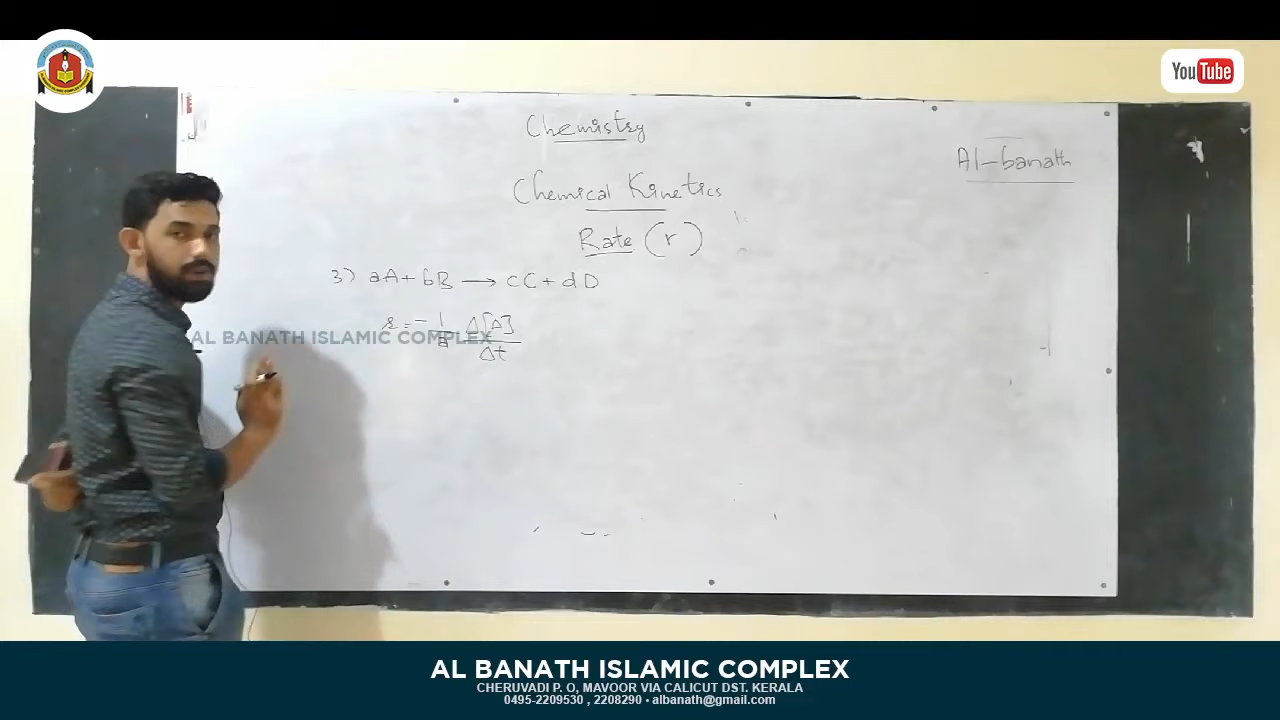 YouTube
Chemistry
Al-banath
Chemical Kinetics
Rate (r)
3) aA + bB → cC + dD
r = -1/a Δ[A]/Δt
AL BANATH ISLAMIC COMPLEX
AL BANATH ISLAMIC COMPLEX
CHERUVADI P. O, MAVOOR VIA CALICUT DST. KERALA
0495-2209530 , 2208290 • albanath@gmail.com